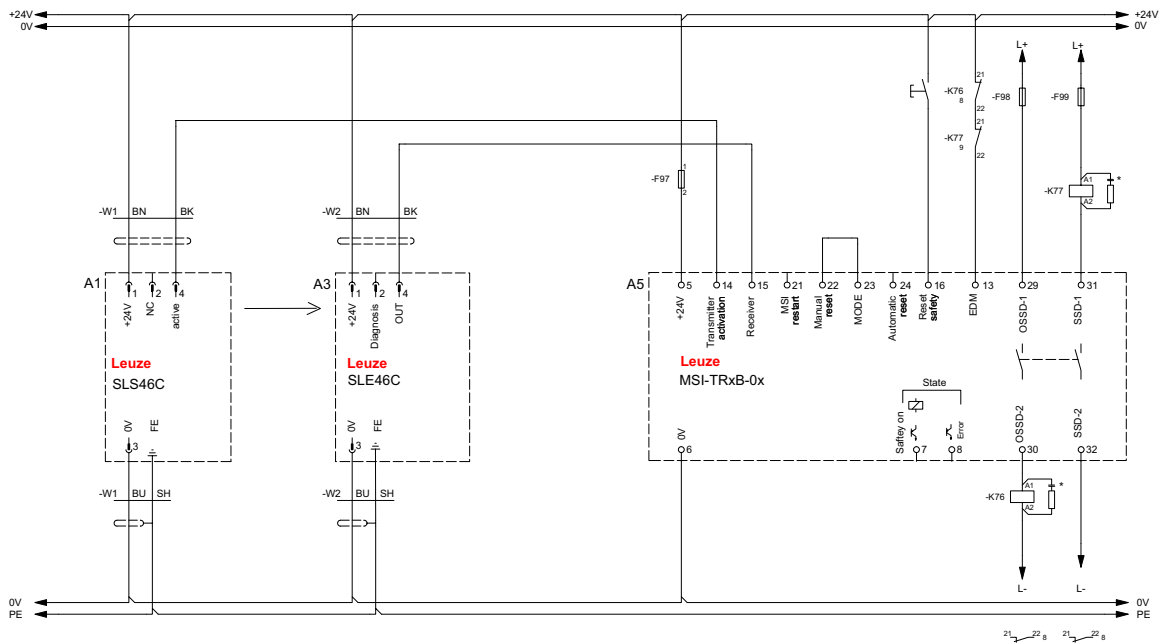 +24V
0V
+24V
0V
L+
L+
21
-K76
8
22
-F98
-F99
21
-K77
9
22
1
-F97
2
A1
*
-K77
A2
-W1 BN BK
-W2 BN BK
A1
1 2 4
+24V
NC
active
A3
1 2 4
+24V
Diagnosis
OUT
A5
5 14 15 21 22 23 24 16 13 29 31
+24V
Transmitter
activation
Receiver
MSI
restart
Manual
reset
MODE
Automatic
reset
Reset
safety
EDM
OSSD-1
SSD-1
Leuze
SLS46C
Leuze
SLE46C
Leuze
MSI-TRxB-0x
State
Saftey on
Error
0V
FE
3
0V
FE
3
0V
6
7
8
OSSD-2
30
SSD-2
32
-W1 BU SH
-W2 BU SH
A1
*
-K76
A2
L-
L-
0V
PE
0V
PE
21 22 8
21 22 8